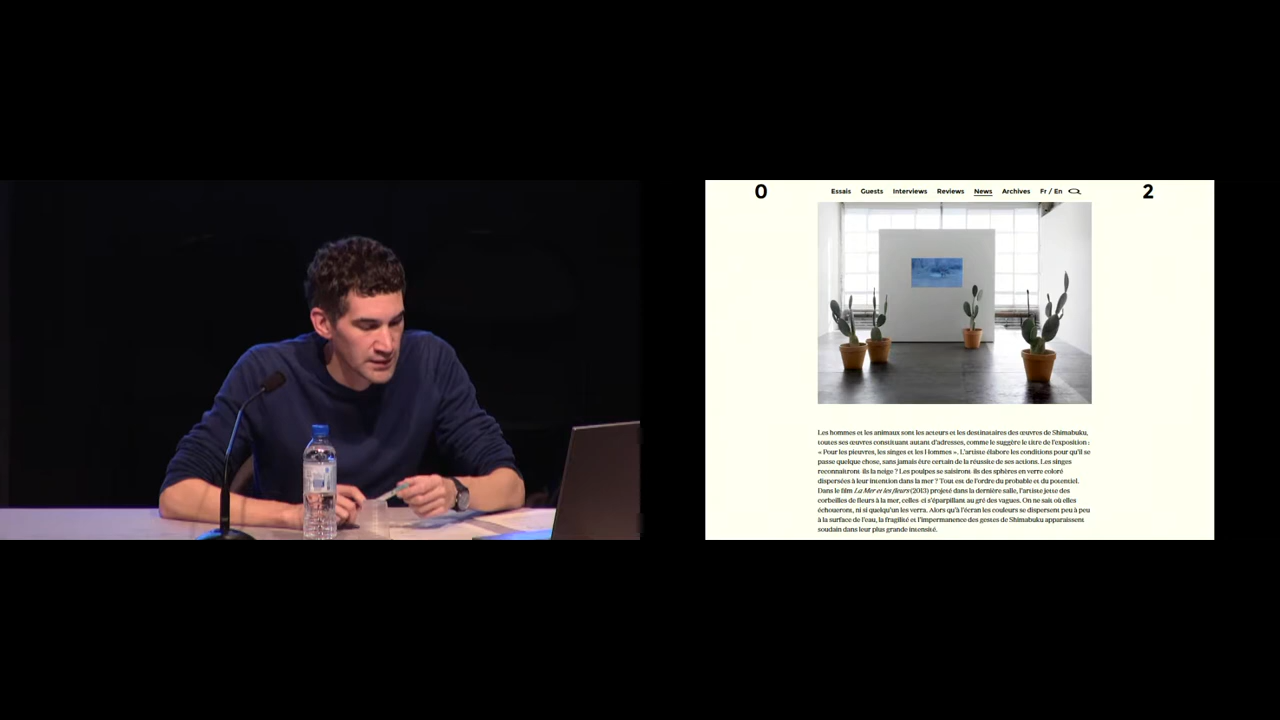 0
Essais Guests Interviews Reviews News Archives Fr / En
2
Les hommes et les animaux sont les acteurs et les destinataires des œuvres de Shimabuku,
toutes ses œuvres constituant autant d'adresses, comme le suggère le titre de l'exposition :
« Pour les pieuvres, les singes et les Hommes ». L'artiste élabore les conditions pour qu'il se
passe quelque chose, sans jamais être certain de la réussite de ses actions. Les singes
reconnaitront-ils la neige ? Les poulpes se saisiront-ils des sphères en verre coloré
dispersées à leur intention dans la mer ? Tout est de l'ordre du probable et du potentiel.
Dans le film La Mer et les fleurs (2013) projeté dans la dernière salle, l'artiste jette des
corbeilles de fleurs à la mer, celles-ci s'éparpillant au gré des vagues. On ne sait où elles
échoueront, ni si quelqu'un les verra. Alors qu'à l'écran les couleurs se dispersent peu à peu
à la surface de l'eau, la fragilité et l'impermanence des gestes de Shimabuku apparaissent
soudain dans leur plus grande intensité.